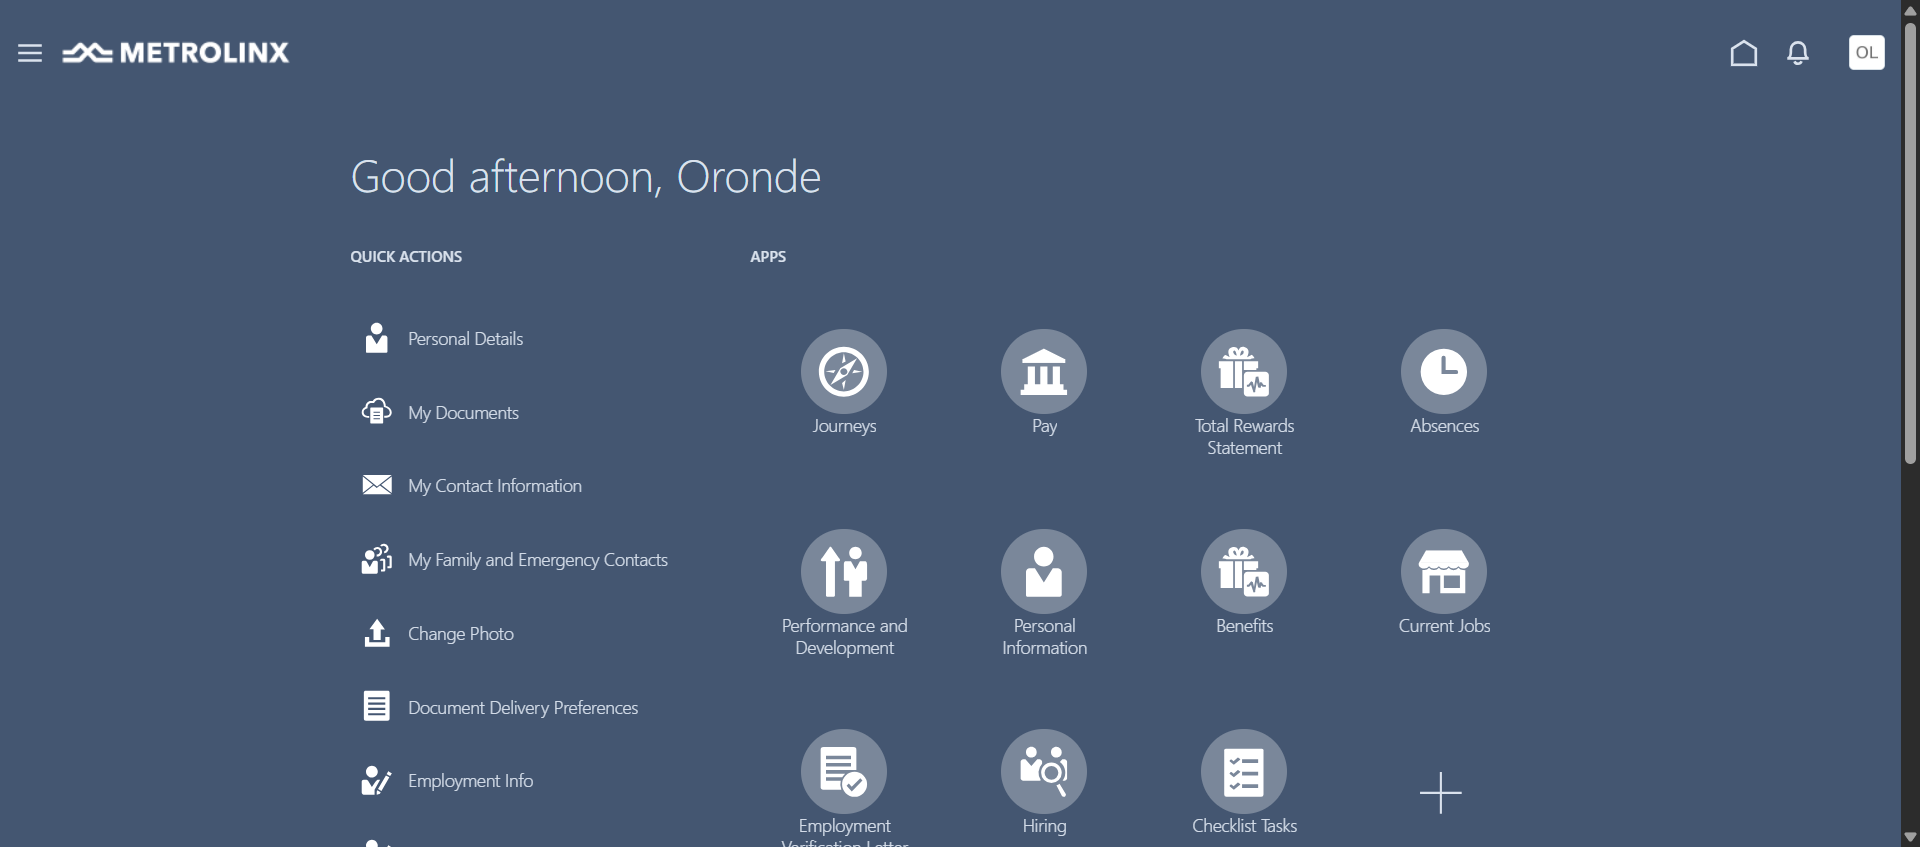 METROLINX
OL
Good afternoon, Oronde
QUICK ACTIONS
APPS
Personal Details
My Documents
My Contact Information
My Family and Emergency Contacts
Change Photo
Document Delivery Preferences
Employment Info
Journeys
Pay
Total Rewards
Statement
Absences
Performance and
Development
Personal
Information
Benefits
Current Jobs
Employment
Verification Letter
Hiring
Checklist Tasks